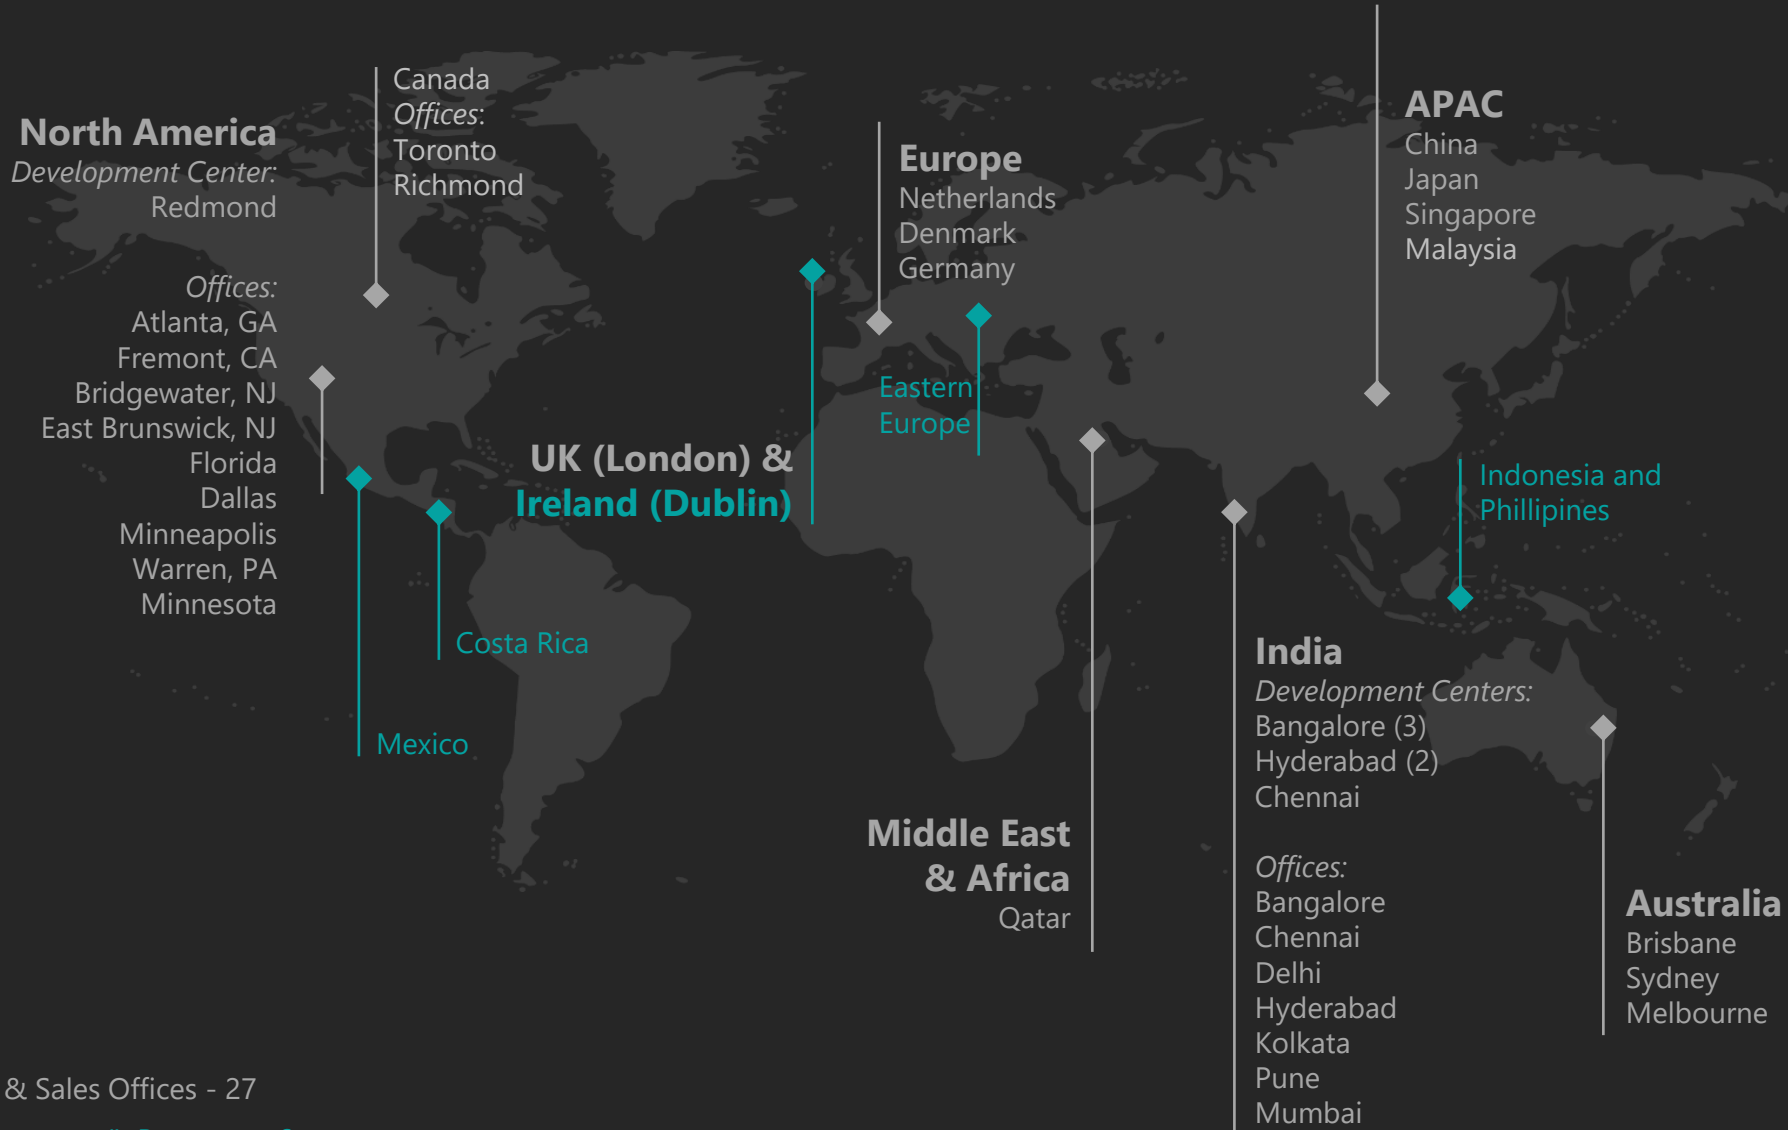 North America
Development Center:
Redmond
Offices:
Atlanta, GA
Fremont, CA
Bridgewater, NJ
East Brunswick, NJ
Florida
Dallas
Minneapolis
Warren, PA
Minnesota
Canada
Offices:
Toronto
Richmond
Mexico
Costa Rica
UK (London) &
Ireland (Dublin)
Europe
Netherlands
Denmark
Germany
Eastern
Europe
Middle East
& Africa
Qatar
APAC
China
Japan
Singapore
Malaysia
Indonesia and
Phillipines
India
Development Centers:
Bangalore (3)
Hyderabad (2)
Chennai
Offices:
Bangalore
Chennai
Delhi
Hyderabad
Kolkata
Pune
Mumbai
Australia
Brisbane
Sydney
Melbourne
& Sales Offices - 27